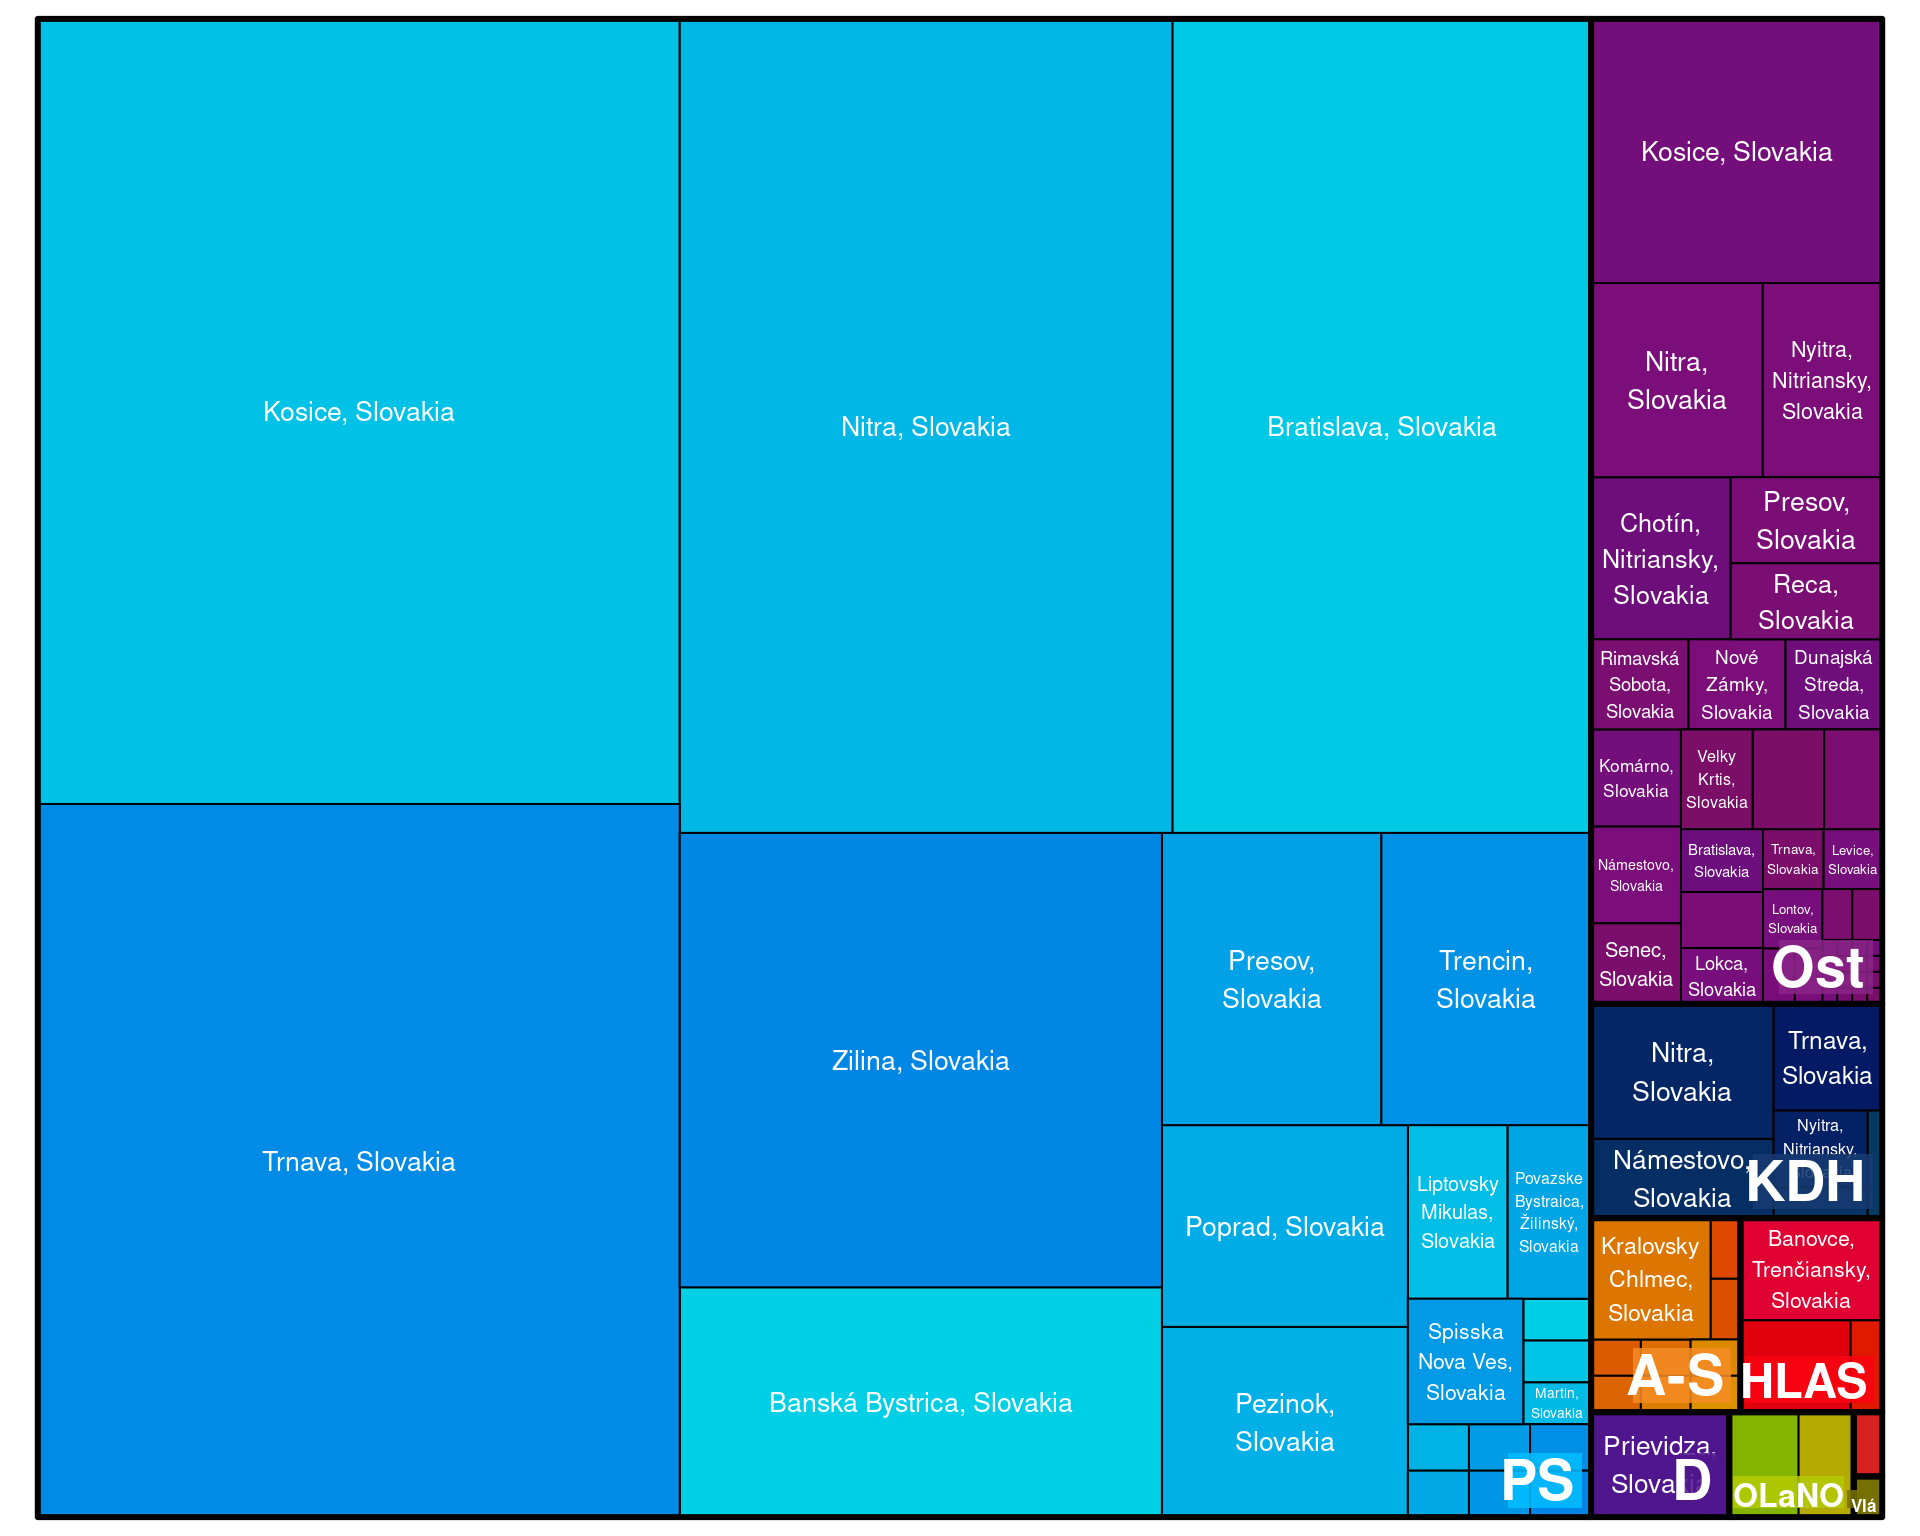 Kosice, Slovakia
Nitra, Slovakia
Bratislava, Slovakia
Trnava, Slovakia
Zilina, Slovakia
Banská Bystrica, Slovakia
Presov,
Slovakia
Trencin,
Slovakia
Poprad, Slovakia
Pezinok,
Slovakia
Liptovsky
Mikulas,
Slovakia
Povazske
Bystraica,
Žilinský,
Slovakia
Spisska
Nova Ves,
Slovakia
Martin,
Slovakia
PS
Kosice, Slovakia
Nitra,
Slovakia
Nyitra,
Nitriansky,
Slovakia
Chotín,
Nitriansky,
Slovakia
Presov,
Slovakia
Reca,
Slovakia
Rimavská
Sobota,
Slovakia
Nové
Zámky,
Slovakia
Dunajská
Streda,
Slovakia
Komárno,
Slovakia
Velky
Krtis,
Slovakia
Námestovo,
Slovakia
Bratislava,
Slovakia
Trnava,
Slovakia
Levice,
Slovakia
Lontov,
Slovakia
Senec,
Slovakia
Lokca,
Slovakia
Ost
Nitra,
Slovakia
Trnava,
Slovakia
Nyitra,
Nitriansky,
Námestovo,
Slovakia
KDH
Kralovsky
Chlmec,
Slovakia
A-S
Banovce,
Trenčiansky,
Slovakia
HLAS
Prievidza,
Slovakia
D
OLaNO
Vlá